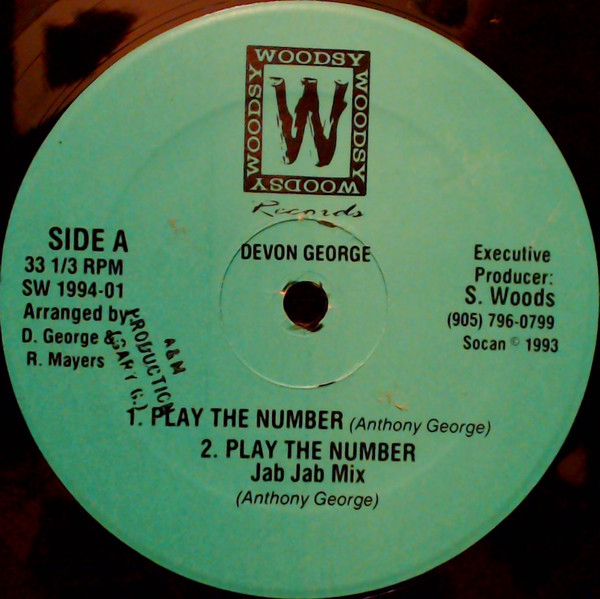 WOODSY
WOODSY
WOODSY
WOODSY
W
Records
DEVON GEORGE
SIDE A
33 1/3 RPM
SW 1994-01
Arranged by
D. George &
R. Mayers
Executive
Producer:
S. Woods
(905) 796-0799
Socan © 1993
A&M
PRODUCTION
(GARY G.)
1. PLAY THE NUMBER (Anthony George)
2. PLAY THE NUMBER
Jab Jab Mix
(Anthony George)